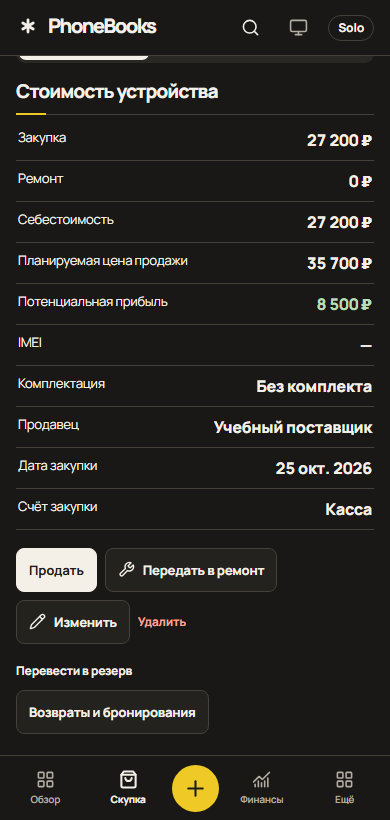 PhoneBooks
Solo
Стоимость устройства
Закупка 27 200 ₽
Ремонт 0 ₽
Себестоимость 27 200 ₽
Планируемая цена продажи 35 700 ₽
Потенциальная прибыль 8 500 ₽
IMEI —
Комплектация Без комплекта
Продавец Учебный поставщик
Дата закупки 25 окт. 2026
Счёт закупки Касса
Продать
Передать в ремонт
Изменить
Удалить
Перевести в резерв
Возвраты и бронирования
Обзор
Скупка
Финансы
Ещё